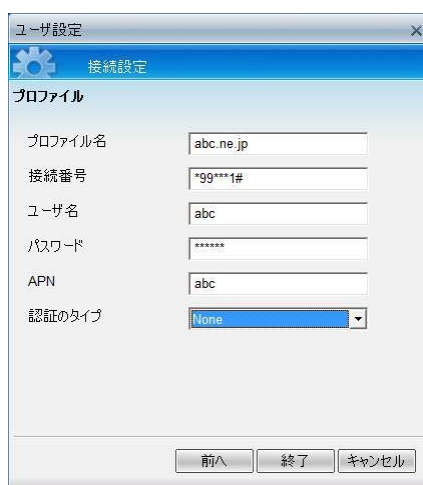 ユーザ設定
接続設定
プロファイル
プロファイル名 abc.ne.jp
接続番号 *99***1#
ユーザ名 abc
パスワード ******
APN abc
認証のタイプ None
前へ 終了 キャンセル